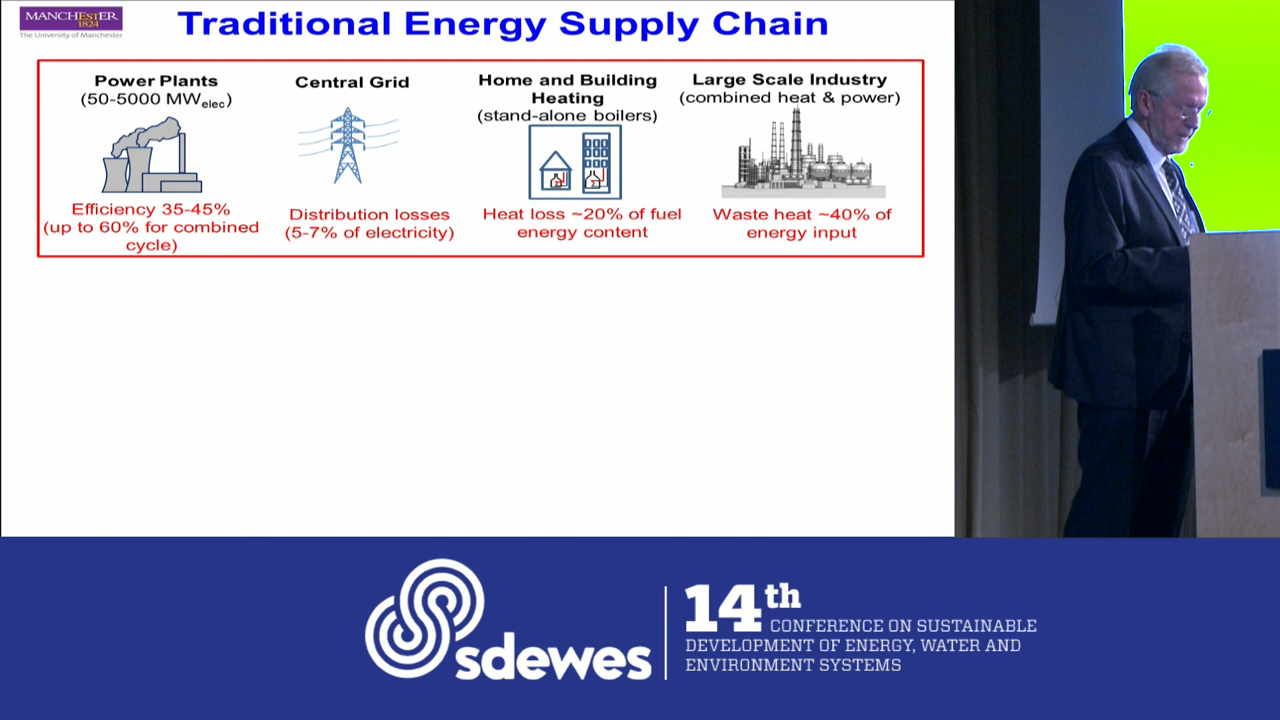 MANCHESTER
1824
The University of Manchester
Traditional Energy Supply Chain
Power Plants
(50-5000 MWelec)
Efficiency 35-45%
(up to 60% for combined
cycle)
Central Grid
Distribution losses
(5-7% of electricity)
Home and Building
Heating
(stand-alone boilers)
Heat loss ~20% of fuel
energy content
Large Scale Industry
(combined heat & power)
Waste heat ~40% of
energy input
sdewes
14th
CONFERENCE ON SUSTAINABLE
DEVELOPMENT OF ENERGY, WATER AND
ENVIRONMENT SYSTEMS